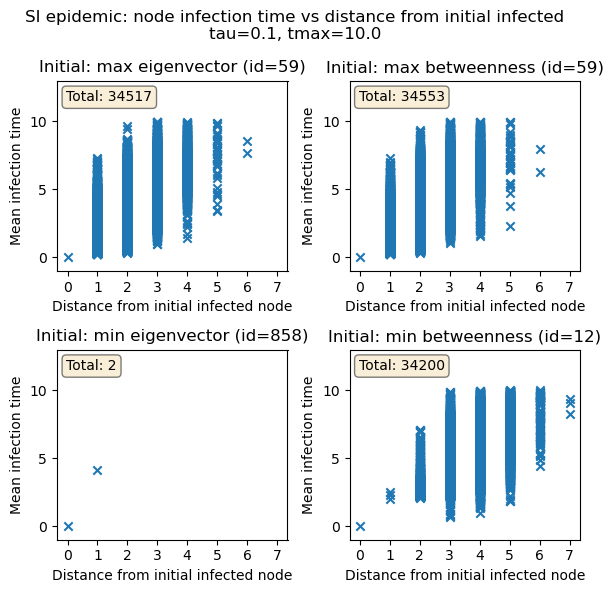 SI epidemic: node infection time vs distance from initial infected
tau=0.1, tmax=10.0
Initial: max eigenvector (id=59)
Total: 34517
Mean infection time
10
5
0
0 1 2 3 4 5 6 7
Distance from initial infected node
Initial: max betweenness (id=59)
Total: 34553
Mean infection time
10
5
0
0 1 2 3 4 5 6 7
Distance from initial infected node
Initial: min eigenvector (id=858)
Total: 2
Mean infection time
10
5
0
0 1 2 3 4 5 6 7
Distance from initial infected node
Initial: min betweenness (id=12)
Total: 34200
Mean infection time
10
5
0
0 1 2 3 4 5 6 7
Distance from initial infected node